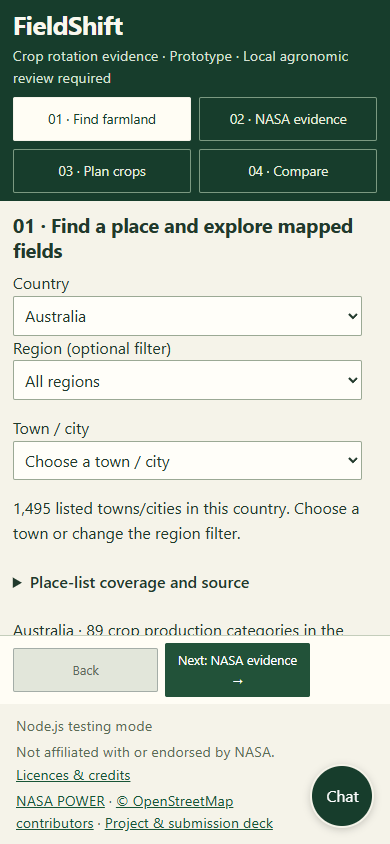 FieldShift
Crop rotation evidence · Prototype · Local agronomic
review required
01 · Find farmland
02 · NASA evidence
03 · Plan crops
04 · Compare
01 · Find a place and explore mapped
fields
Country
Australia
Region (optional filter)
All regions
Town / city
Choose a town / city
1,495 listed towns/cities in this country. Choose a
town or change the region filter.
Place-list coverage and source
Australia · 89 crop production categories in the
Back
Next: NASA evidence
→
Node.js testing mode
Not affiliated with or endorsed by NASA.
Licences & credits
NASA POWER · © OpenStreetMap
contributors · Project & submission deck
Chat